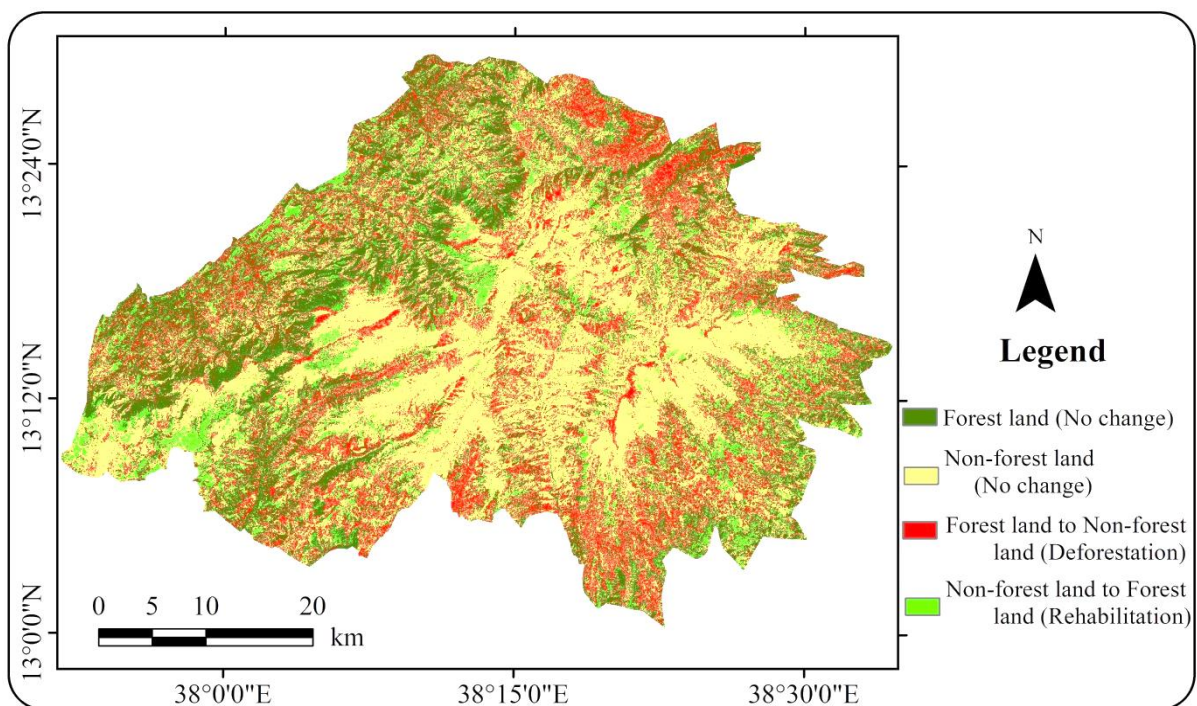 13°24'0"N
13°12'0"N
13°0'0"N
38°0'0"E
38°15'0"E
38°30'0"E
0 5 10 20
km
N
Legend
Forest land (No change)
Non-forest land
(No change)
Forest land to Non-forest
land (Deforestation)
Non-forest land to Forest
land (Rehabilitation)